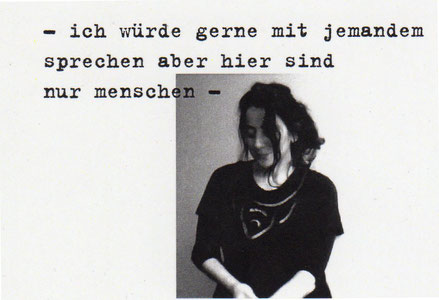 - ich würde gerne mit jemandem
sprechen aber hier sind
nur menschen -